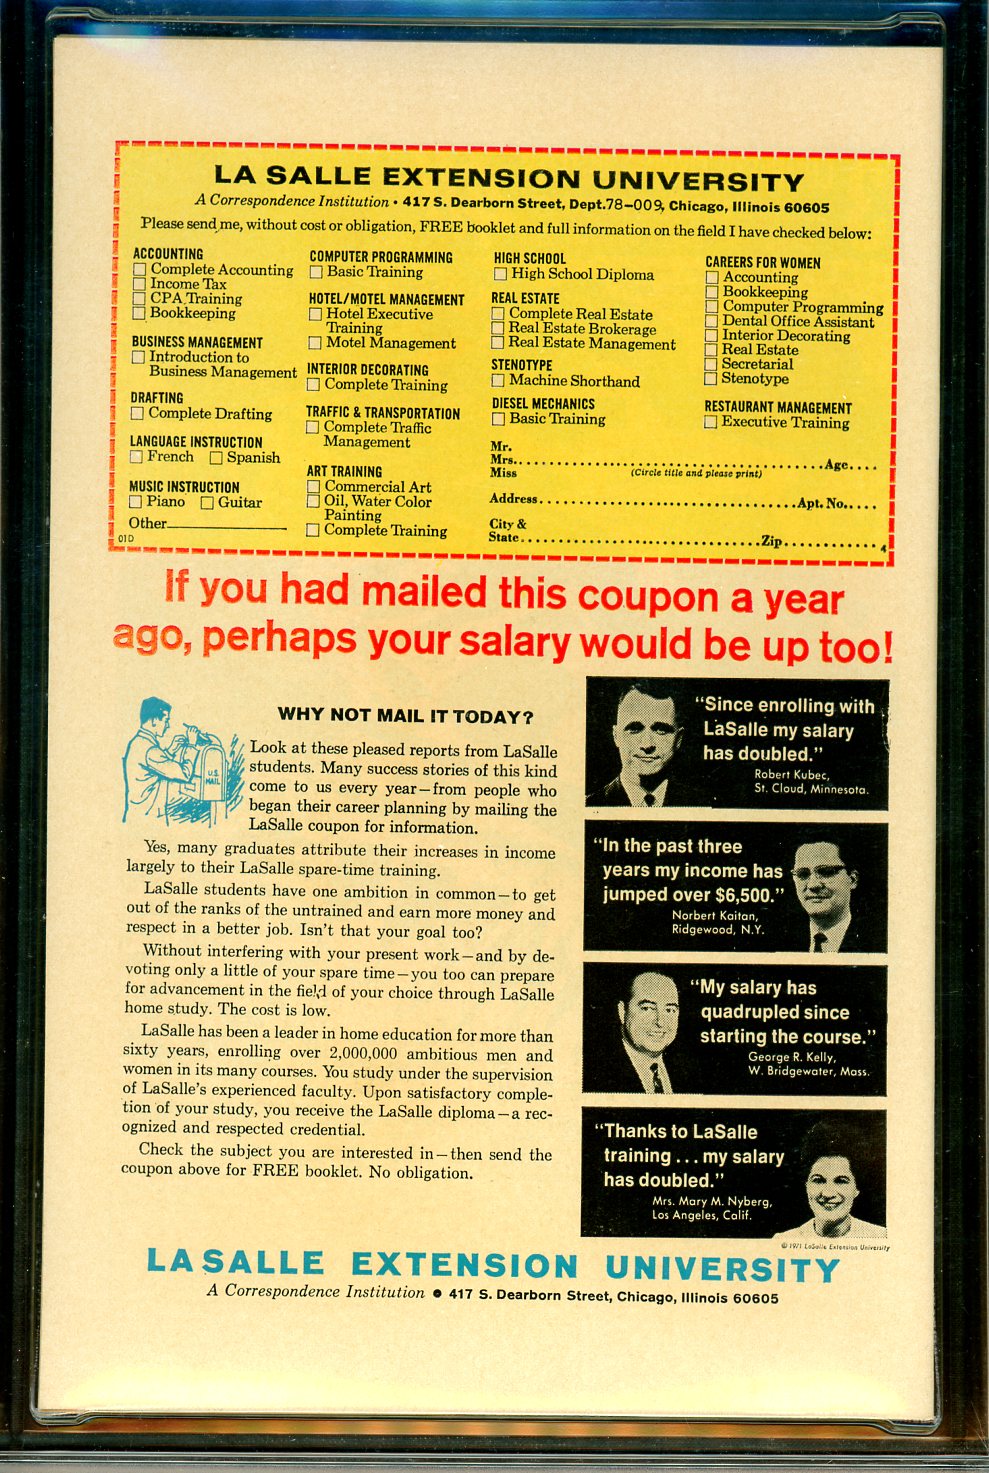 LA SALLE EXTENSION UNIVERSITY
A Correspondence Institution • 417 S. Dearborn Street, Dept.78-009, Chicago, Illinois 60605
Please send me, without cost or obligation, FREE booklet and full information on the field I have checked below:
ACCOUNTING
Complete Accounting
Income Tax
CPA Training
Bookkeeping
BUSINESS MANAGEMENT
Introduction to
Business Management
DRAFTING
Complete Drafting
LANGUAGE INSTRUCTION
French Spanish
MUSIC INSTRUCTION
Piano Guitar
Other
01D
COMPUTER PROGRAMMING
Basic Training
HOTEL/MOTEL MANAGEMENT
Hotel Executive
Training
Motel Management
INTERIOR DECORATING
Complete Training
TRAFFIC & TRANSPORTATION
Complete Traffic
Management
ART TRAINING
Commercial Art
Oil, Water Color
Painting
Complete Training
HIGH SCHOOL
High School Diploma
REAL ESTATE
Complete Real Estate
Real Estate Brokerage
Real Estate Management
STENOTYPE
Machine Shorthand
DIESEL MECHANICS
Basic Training
CAREERS FOR WOMEN
Accounting
Bookkeeping
Computer Programming
Dental Office Assistant
Interior Decorating
Real Estate
Secretarial
Stenotype
RESTAURANT MANAGEMENT
Executive Training
Mr.
Mrs. Age
Miss (Circle title and please print)
Address Apt. No.
City &
State Zip
4
If you had mailed this coupon a year
ago, perhaps your salary would be up too!
U.S.
MAIL
WHY NOT MAIL IT TODAY?
Look at these pleased reports from LaSalle
students. Many success stories of this kind
come to us every year—from people who
began their career planning by mailing the
LaSalle coupon for information.
Yes, many graduates attribute their increases in income
largely to their LaSalle spare-time training.
LaSalle students have one ambition in common—to get
out of the ranks of the untrained and earn more money and
respect in a better job. Isn't that your goal too?
Without interfering with your present work—and by de-
voting only a little of your spare time—you too can prepare
for advancement in the field of your choice through LaSalle
home study. The cost is low.
LaSalle has been a leader in home education for more than
sixty years, enrolling over 2,000,000 ambitious men and
women in its many courses. You study under the supervision
of LaSalle's experienced faculty. Upon satisfactory comple-
tion of your study, you receive the LaSalle diploma—a rec-
ognized and respected credential.
Check the subject you are interested in—then send the
coupon above for FREE booklet. No obligation.
"Since enrolling with
LaSalle my salary
has doubled."
Robert Kubec,
St. Cloud, Minnesota.
"In the past three
years my income has
jumped over $6,500."
Norbert Kaitan,
Ridgewood, N.Y.
"My salary has
quadrupled since
starting the course."
George R. Kelly,
W. Bridgewater, Mass.
"Thanks to LaSalle
training ... my salary
has doubled."
Mrs. Mary M. Nyberg,
Los Angeles, Calif.
© 1971 LaSalle Extension University
LA SALLE EXTENSION UNIVERSITY
A Correspondence Institution • 417 S. Dearborn Street, Chicago, Illinois 60605